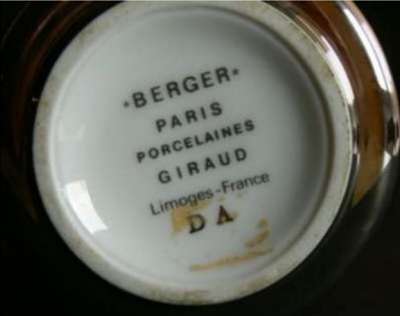 *BERGER*
PARIS
PORCELAINES
GIRAUD
Limoges-France
DA